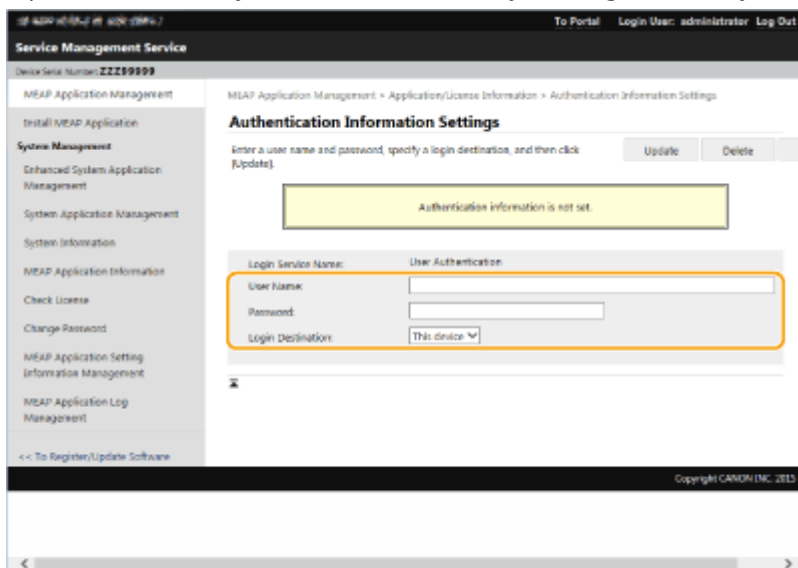 To Portal Login User: administrator Log Out
Service Management Service
Device Serial Number: ZZZ99999
MEAP Application Management
Install MEAP Application
System Management
Enhanced System Application
Management
System Application Management
System Information
MEAP Application Information
Check License
Change Password
MEAP Application Setting
Information Management
MEAP Application Log
Management
<< To Register/Update Software
MEAP Application Management > Application/License Information > Authentication Information Settings
Authentication Information Settings
Enter a user name and password, specify a login destination, and then click
[Update].
Update Delete
Authentication information is not set.
Login Service Name: User Authentication
User Name:
Password:
Login Destination: This device
Copyright CANON INC. 2015